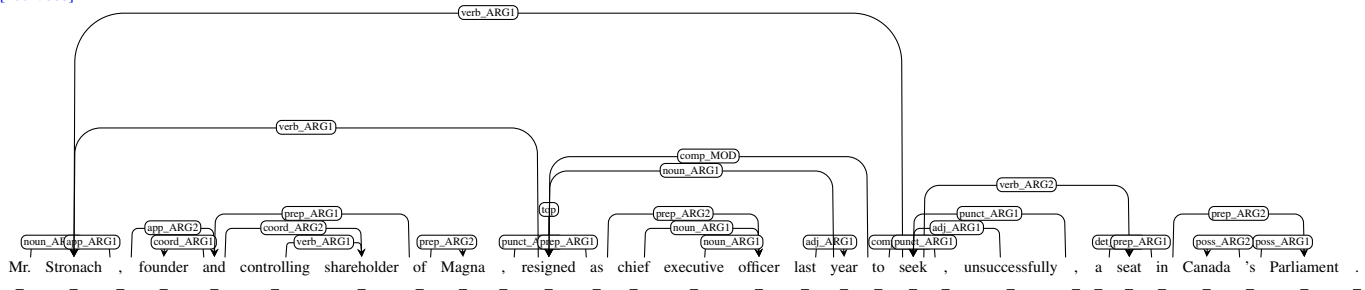 verb_ARG1
verb_ARG1
comp_MOD
noun_ARG1
verb_ARG2
top
prep_ARG1 prep_ARG2 punct_ARG1 prep_ARG2
app_ARG2 coord_ARG2 noun_ARG1 adj_ARG1
app_ARG1 coord_ARG1 verb_ARG1 prep_ARG2 prep_ARG1 noun_ARG1 adj_ARG1 punct_ARG1 det prep_ARG1 poss_ARG2 poss_ARG1
Mr. Stronach , founder and controlling shareholder of Magna , resigned as chief executive officer last year to seek , unsuccessfully , a seat in Canada 's Parliament .
_ _ _ _ _ _ _ _ _ _ _ _ _ _ _ _ _ _ _ _ _ _ _ _ _ _ _ _ _